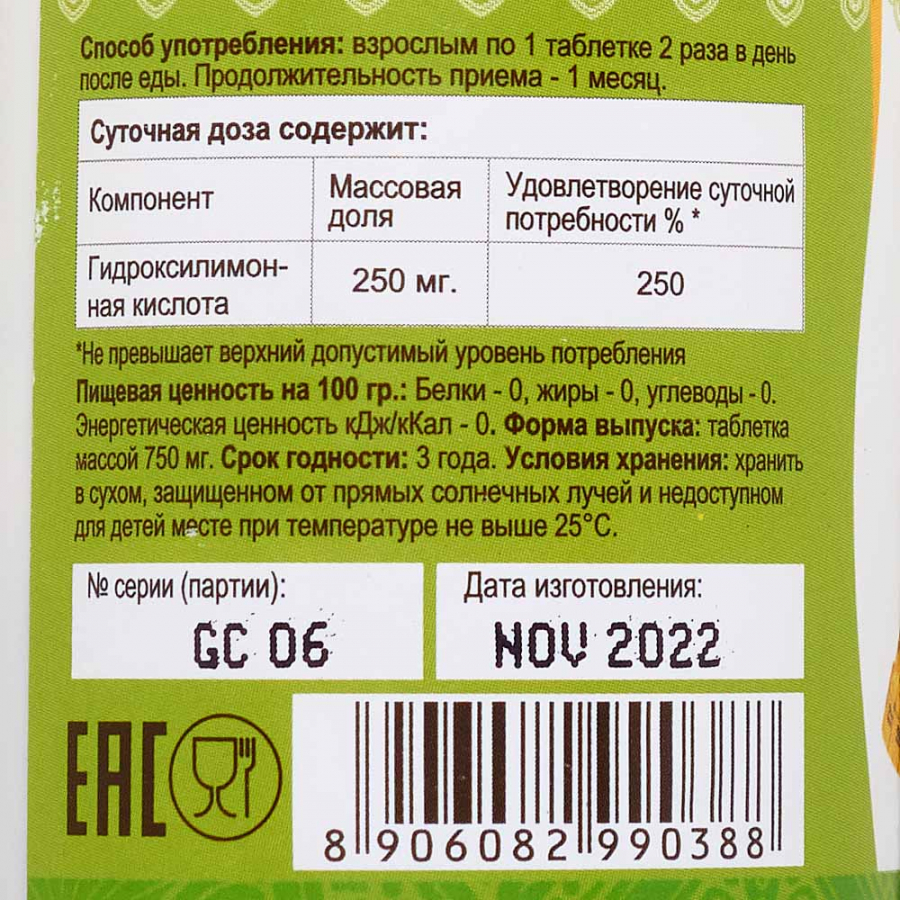 Способ употребления: взрослым по 1 таблетке 2 раза в день
после еды. Продолжительность приема - 1 месяц.
Суточная доза содержит:
Компонент
Массовая
доля
Удовлетворение суточной
потребности % *
Гидроксилимон-
ная кислота
250 мг.
250
*Не превышает верхний допустимый уровень потребления
Пищевая ценность на 100 гр.: Белки - 0, жиры - 0, углеводы - 0.
Энергетическая ценность кДж/кКал - 0. Форма выпуска: таблетка
массой 750 мг. Срок годности: 3 года. Условия хранения: хранить
в сухом, защищенном от прямых солнечных лучей и недоступном
для детей месте при температуре не выше 25°C.
№ серии (партии):
GC 06
Дата изготовления:
NOV 2022
EAC
8 906082 990388